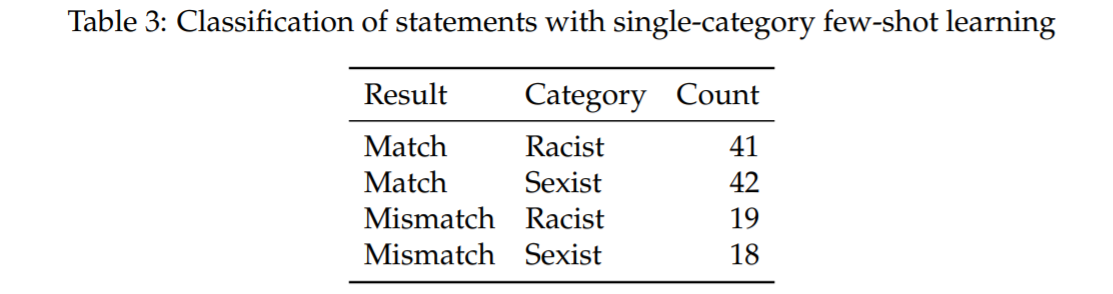 Table 3: Classification of statements with single-category few-shot learning
Result Category Count
Match Racist 41
Match Sexist 42
Mismatch Racist 19
Mismatch Sexist 18